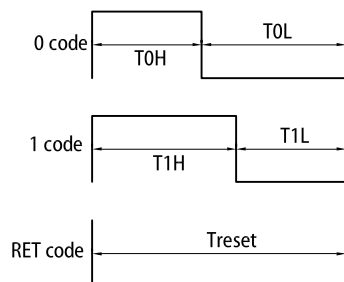 0 code
T0H
T0L
1 code
T1H
T1L
RET code
Treset